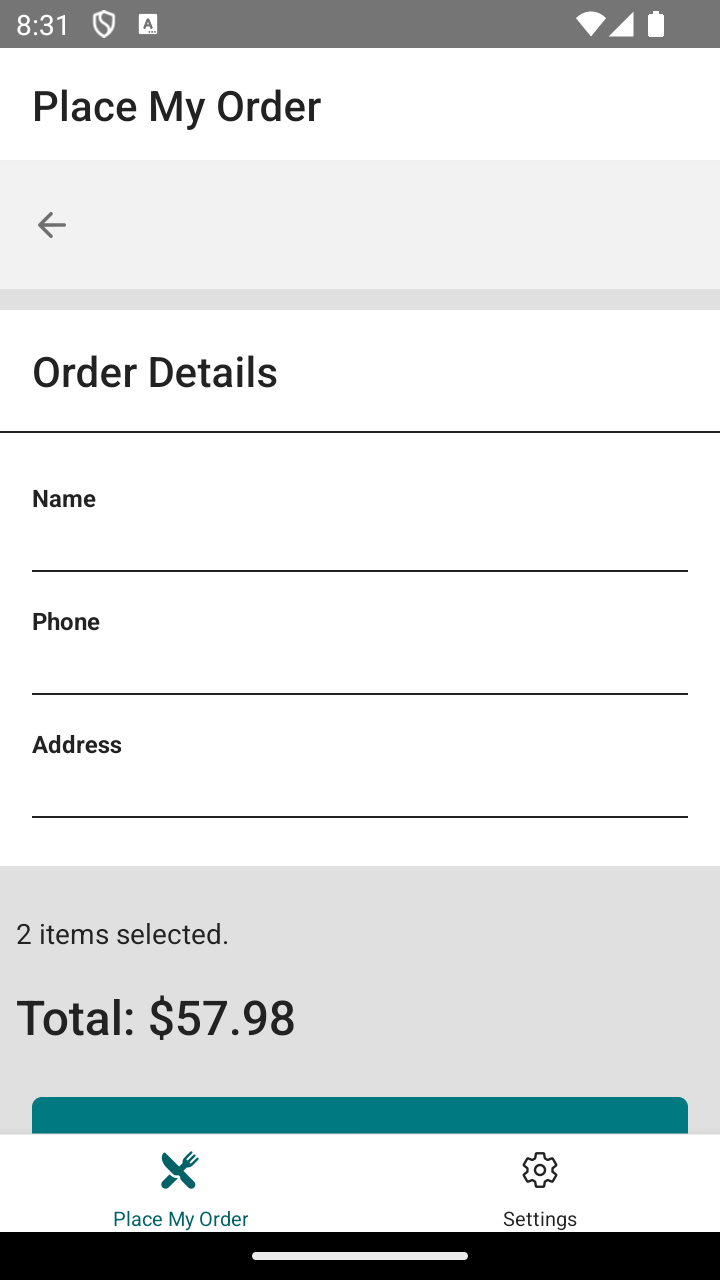 8:31
Place My Order
Order Details
Name
Phone
Address
2 items selected.
Total: $57.98
Place My Order
Settings